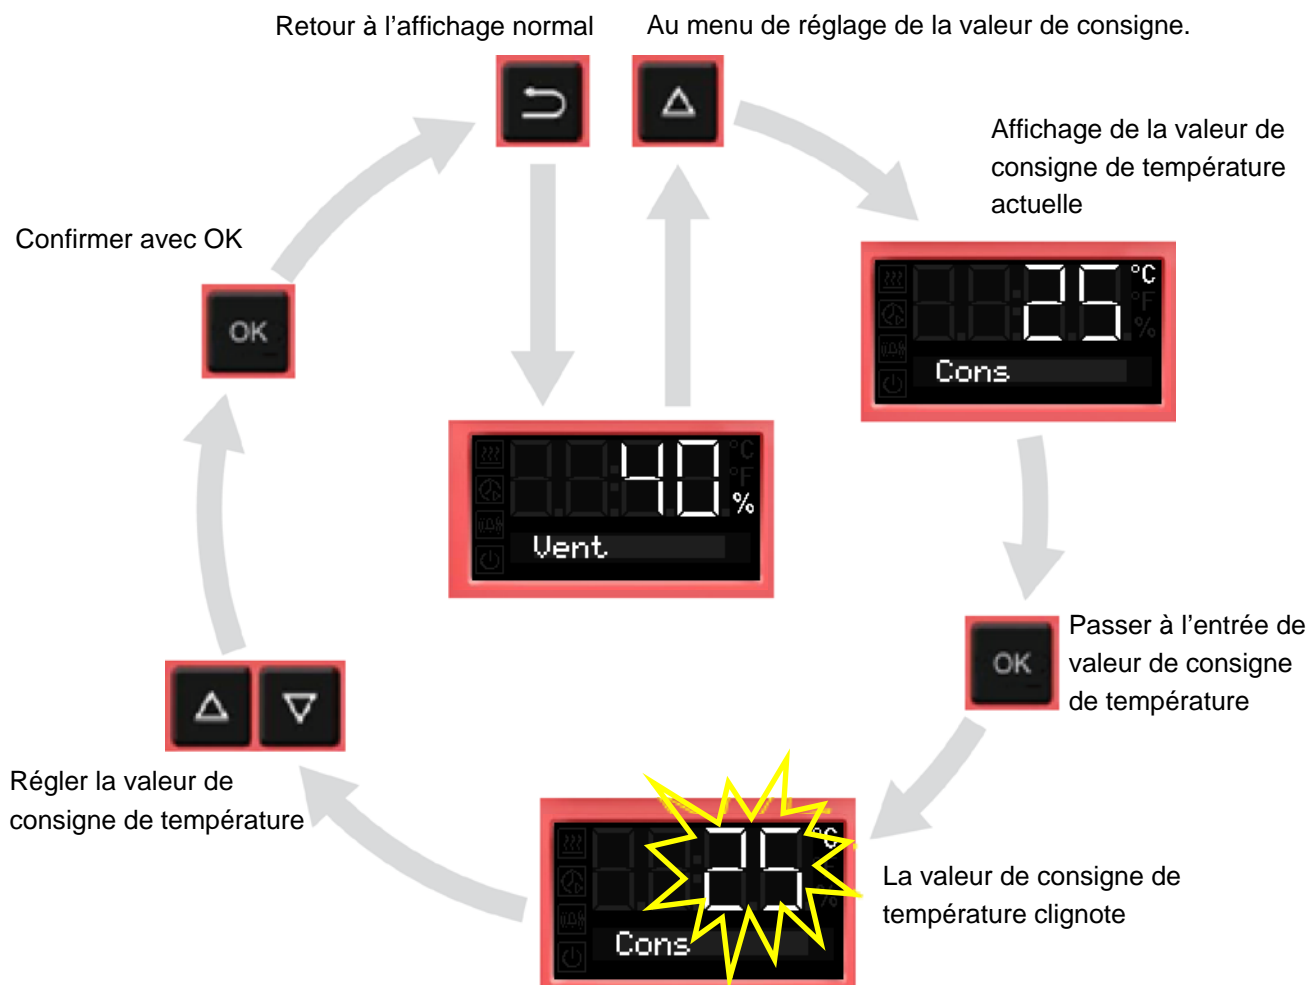 Retour à l’affichage normal
Au menu de réglage de la valeur de consigne.
Affichage de la valeur de
consigne de température
actuelle
Confirmer avec OK
OK
25 °C
°F
%
Cons
40 °C
°F
%
Vent
OK
Passer à l’entrée de
valeur de consigne
de température
Régler la valeur de
consigne de température
25 °C
%
Cons
La valeur de consigne de
température clignote